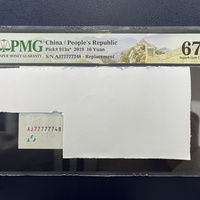 PMG
PAPER MONEY GUARANTY
China / People's Republic
Pick# 913a* 2019 10 Yuan
S/N AJ77777748 - Replacement
67
AJ77777748